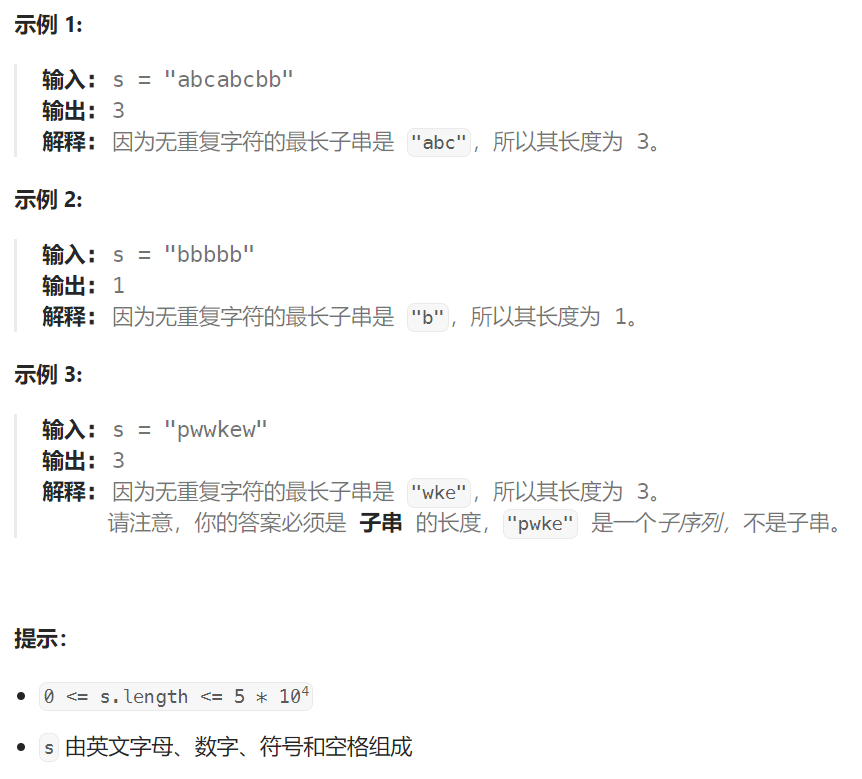 示例 1:
输入: s = "abcabcbb"
输出: 3
解释: 因为无重复字符的最长子串是 "abc"，所以其长度为 3。
示例 2:
输入: s = "bbbbb"
输出: 1
解释: 因为无重复字符的最长子串是 "b"，所以其长度为 1。
示例 3:
输入: s = "pwwkew"
输出: 3
解释: 因为无重复字符的最长子串是 "wke"，所以其长度为 3。
请注意，你的答案必须是 子串 的长度，"pwke" 是一个子序列，不是子串。
提示：
• 0 <= s.length <= 5 * 10⁴
• s 由英文字母、数字、符号和空格组成